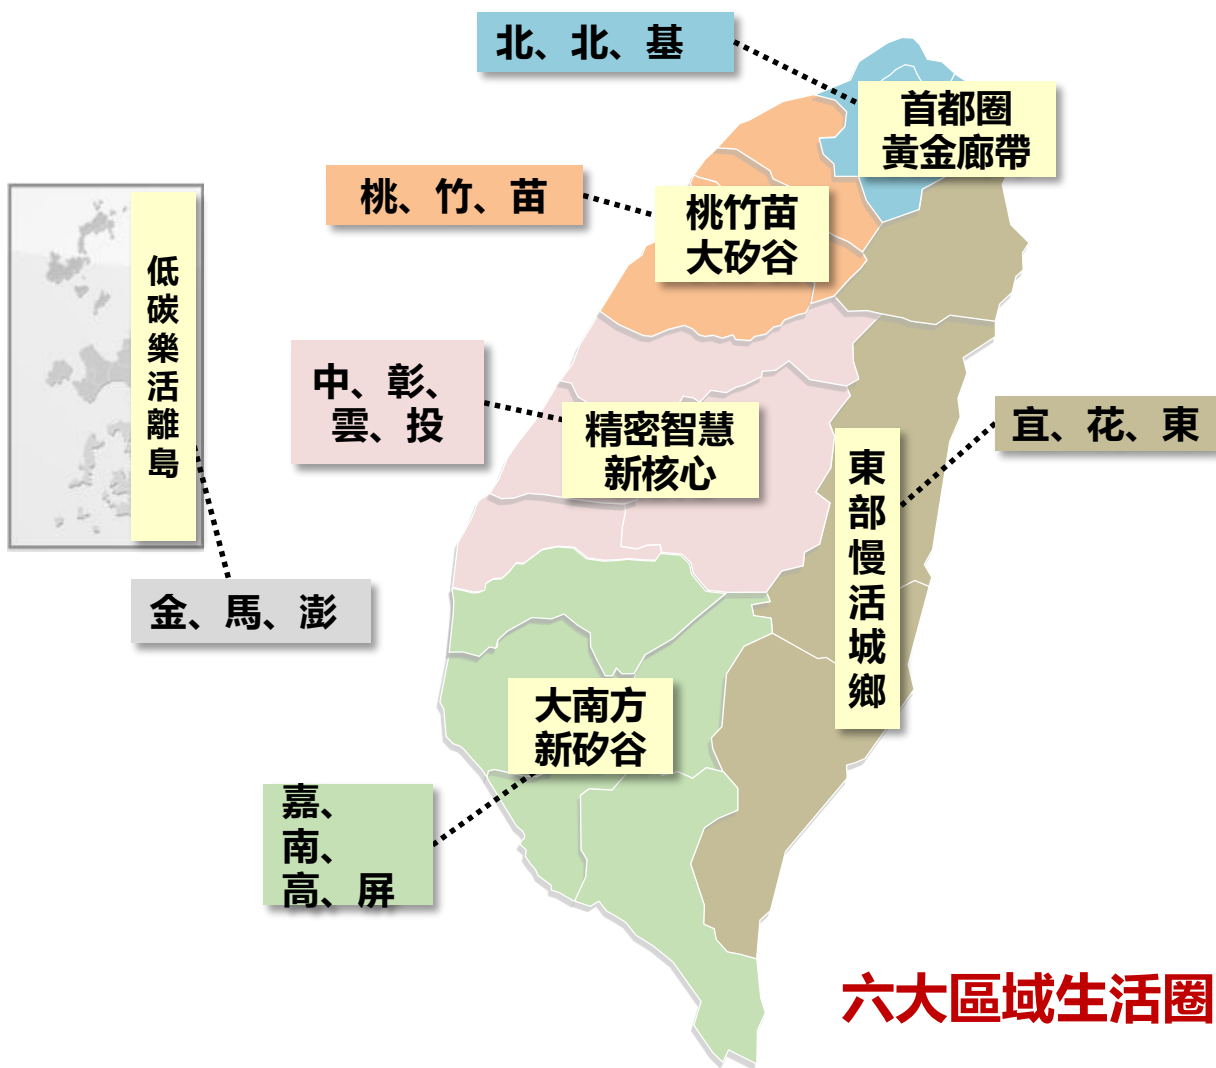 北、北、基
首都圈
黃金廊帶
桃、竹、苗
桃竹苗
大矽谷
低碳樂活離島
中、彰、
雲、投
精密智慧
新核心
宜、花、東
東部慢活城鄉
金、馬、澎
大南方
新矽谷
嘉、
南、
高、屏
六大區域生活圈